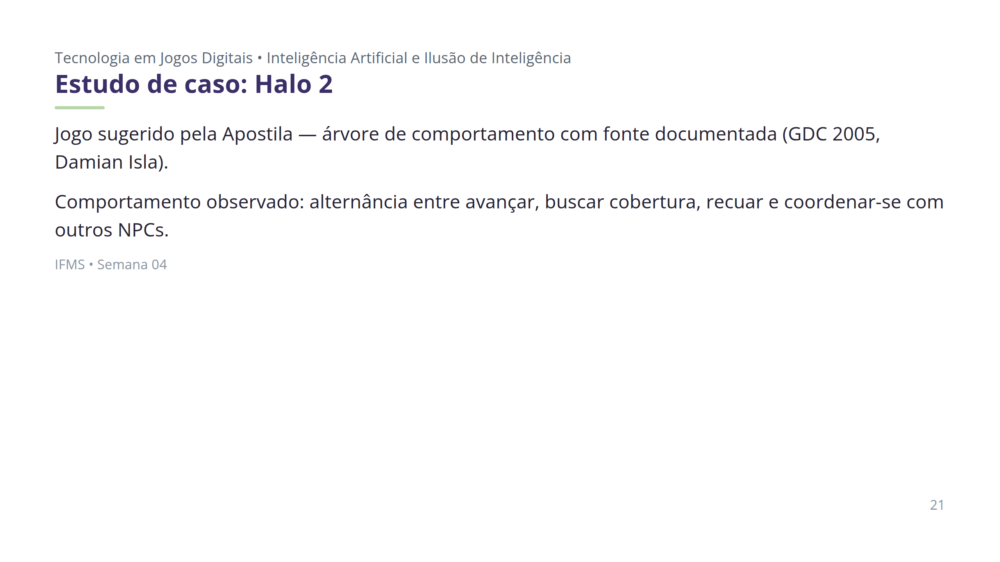 Tecnologia em Jogos Digitais • Inteligência Artificial e Ilusão de Inteligência
Estudo de caso: Halo 2
Jogo sugerido pela Apostila — árvore de comportamento com fonte documentada (GDC 2005,
Damian Isla).
Comportamento observado: alternância entre avançar, buscar cobertura, recuar e coordenar-se com
outros NPCs.
IFMS • Semana 04
21